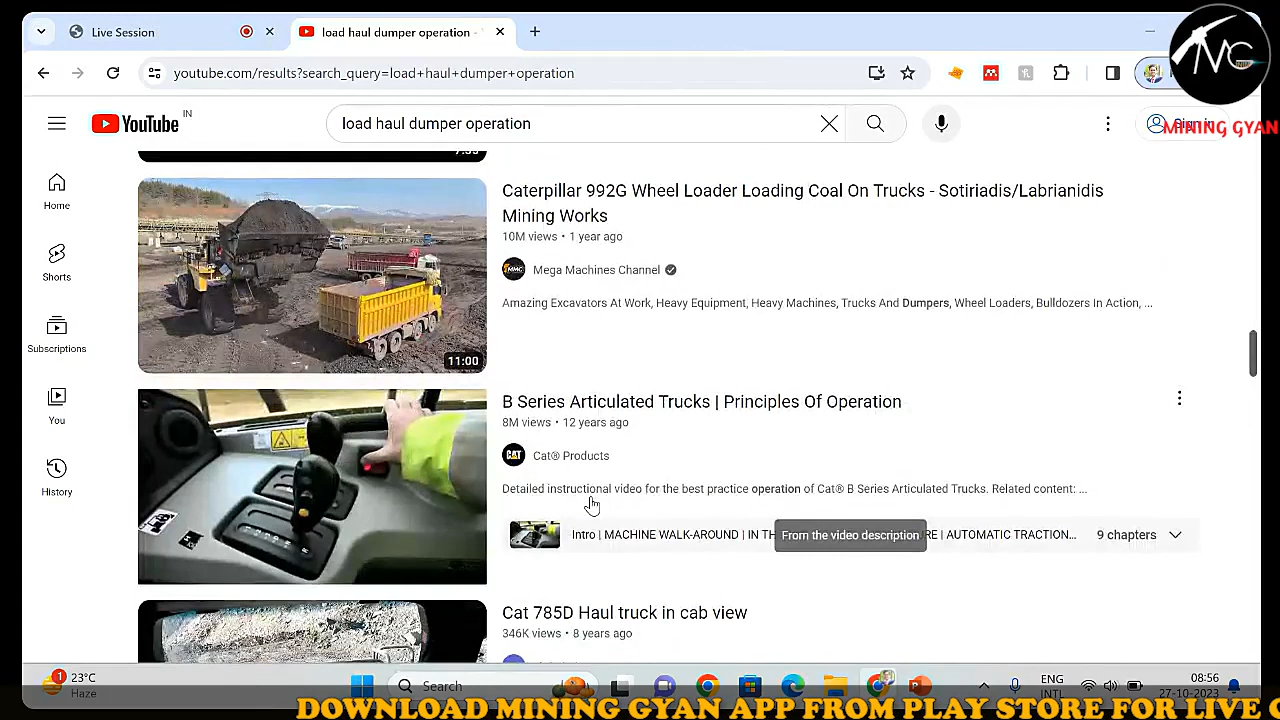 Live Session
load haul dumper operation -
youtube.com/results?search_query=load+haul+dumper+operation
YouTube IN
load haul dumper operation
MINING GYAN
Home
Shorts
Subscriptions
You
History
Caterpillar 992G Wheel Loader Loading Coal On Trucks - Sotiriadis/Labrianidis
Mining Works
10M views • 1 year ago
Mega Machines Channel
Amazing Excavators At Work, Heavy Equipment, Heavy Machines, Trucks And Dumpers, Wheel Loaders, Bulldozers In Action, ...
11:00
B Series Articulated Trucks | Principles Of Operation
8M views • 12 years ago
CAT
Cat® Products
Detailed instructional video for the best practice operation of Cat® B Series Articulated Trucks. Related content: ...
Intro | MACHINE WALK-AROUND | IN TH
From the video description
RE | AUTOMATIC TRACTION...
9 chapters
Cat 785D Haul truck in cab view
346K views • 8 years ago
1
23°C
Haze
Search
ENG
INTL
08:56
27-10-2023
DOWNLOAD MINING GYAN APP FROM PLAY STORE FOR LIVE